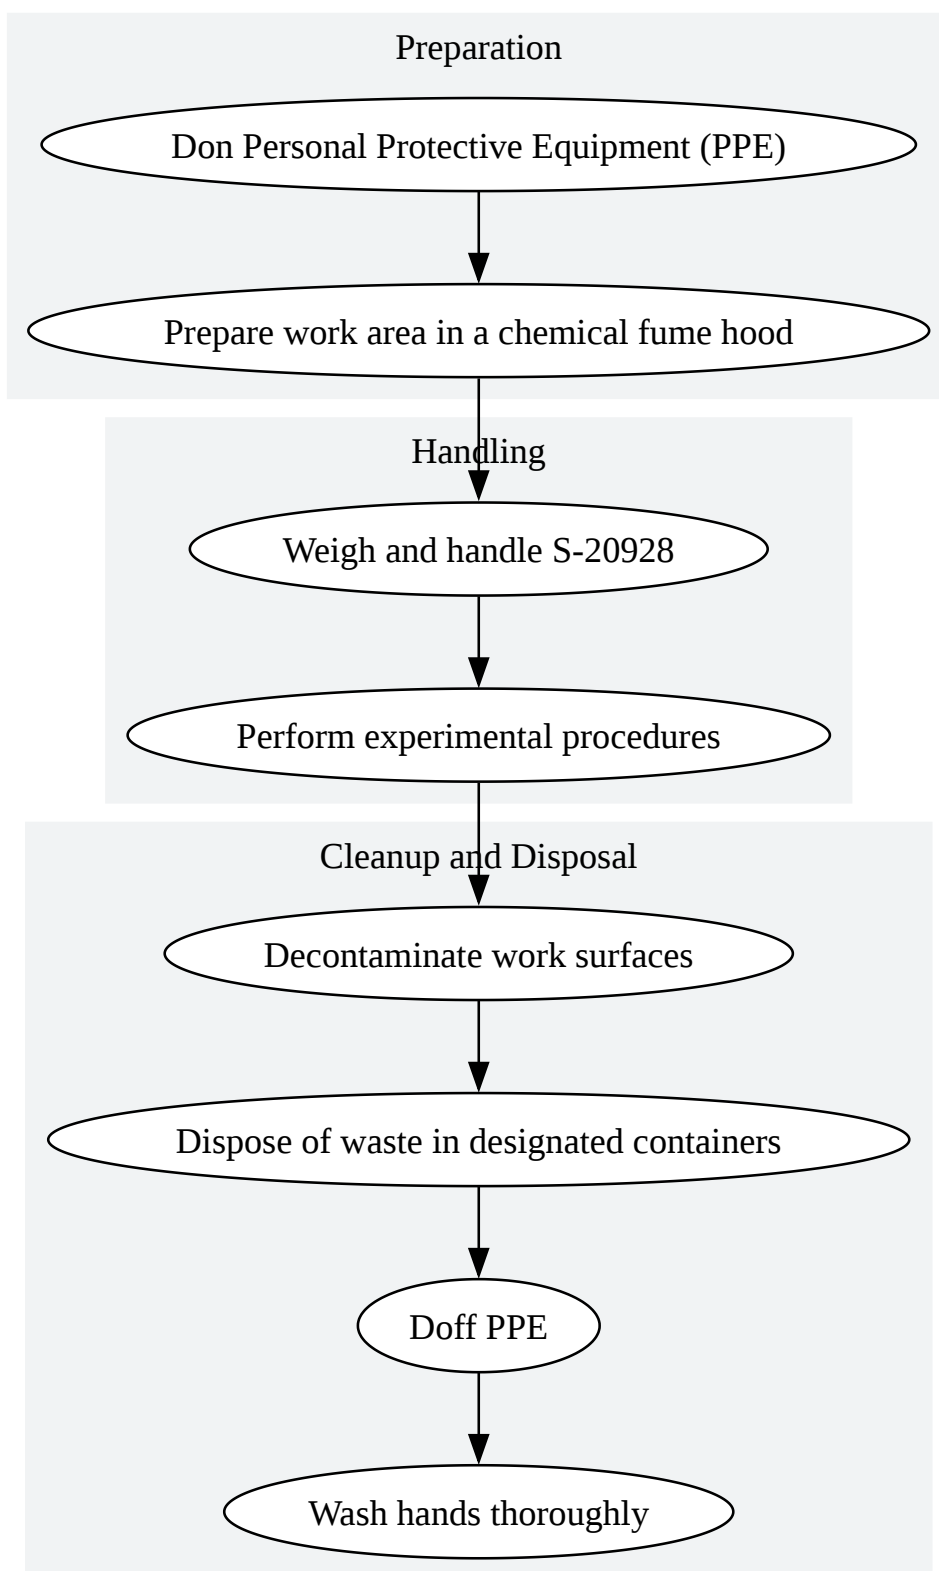 Preparation
Don Personal Protective Equipment (PPE)
Prepare work area in a chemical fume hood
Handling
Weigh and handle S-20928
Perform experimental procedures
Cleanup and Disposal
Decontaminate work surfaces
Dispose of waste in designated containers
Doff PPE
Wash hands thoroughly